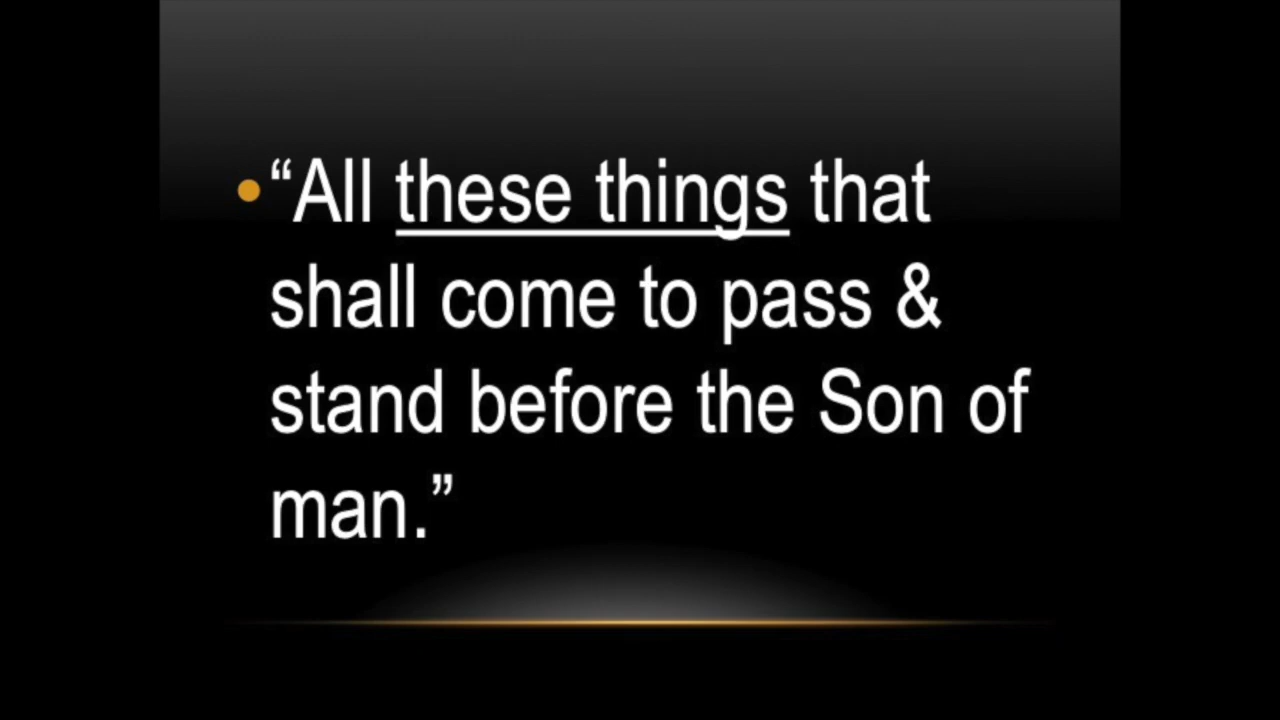 • “All these things that
shall come to pass &
stand before the Son of
man.”